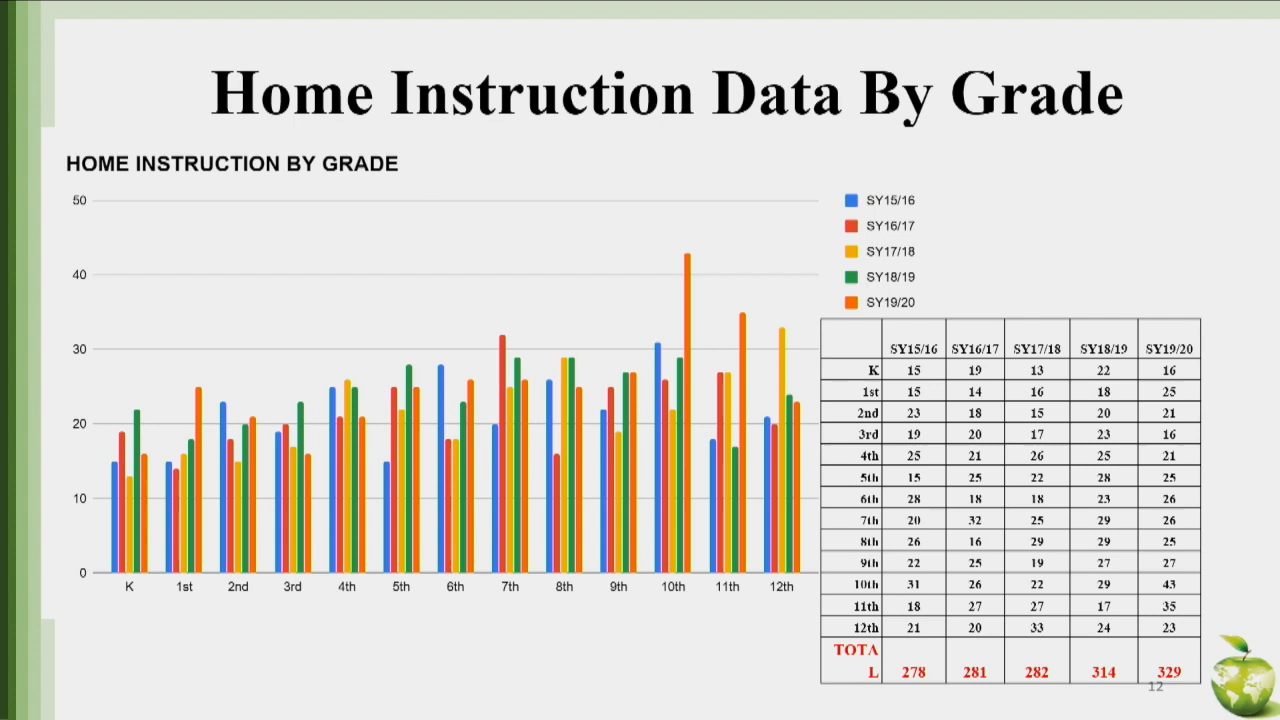 Home Instruction Data By Grade
HOME INSTRUCTION BY GRADE
50
40
30
20
10
0
K 1st 2nd 3rd 4th 5th 6th 7th 8th 9th 10th 11th 12th
SY15/16
SY16/17
SY17/18
SY18/19
SY19/20
SY15/16 SY16/17 SY17/18 SY18/19 SY19/20
K 15 19 13 22 16
1st 15 14 16 18 25
2nd 23 18 15 20 21
3rd 19 20 17 23 16
4th 25 21 26 25 21
5th 15 25 22 28 25
6th 28 18 18 23 26
7th 20 32 25 29 26
8th 26 16 29 29 25
9th 22 25 19 27 27
10th 31 26 22 29 43
11th 18 27 27 17 35
12th 21 20 33 24 23
TOTA
L 278 281 282 314 329
12